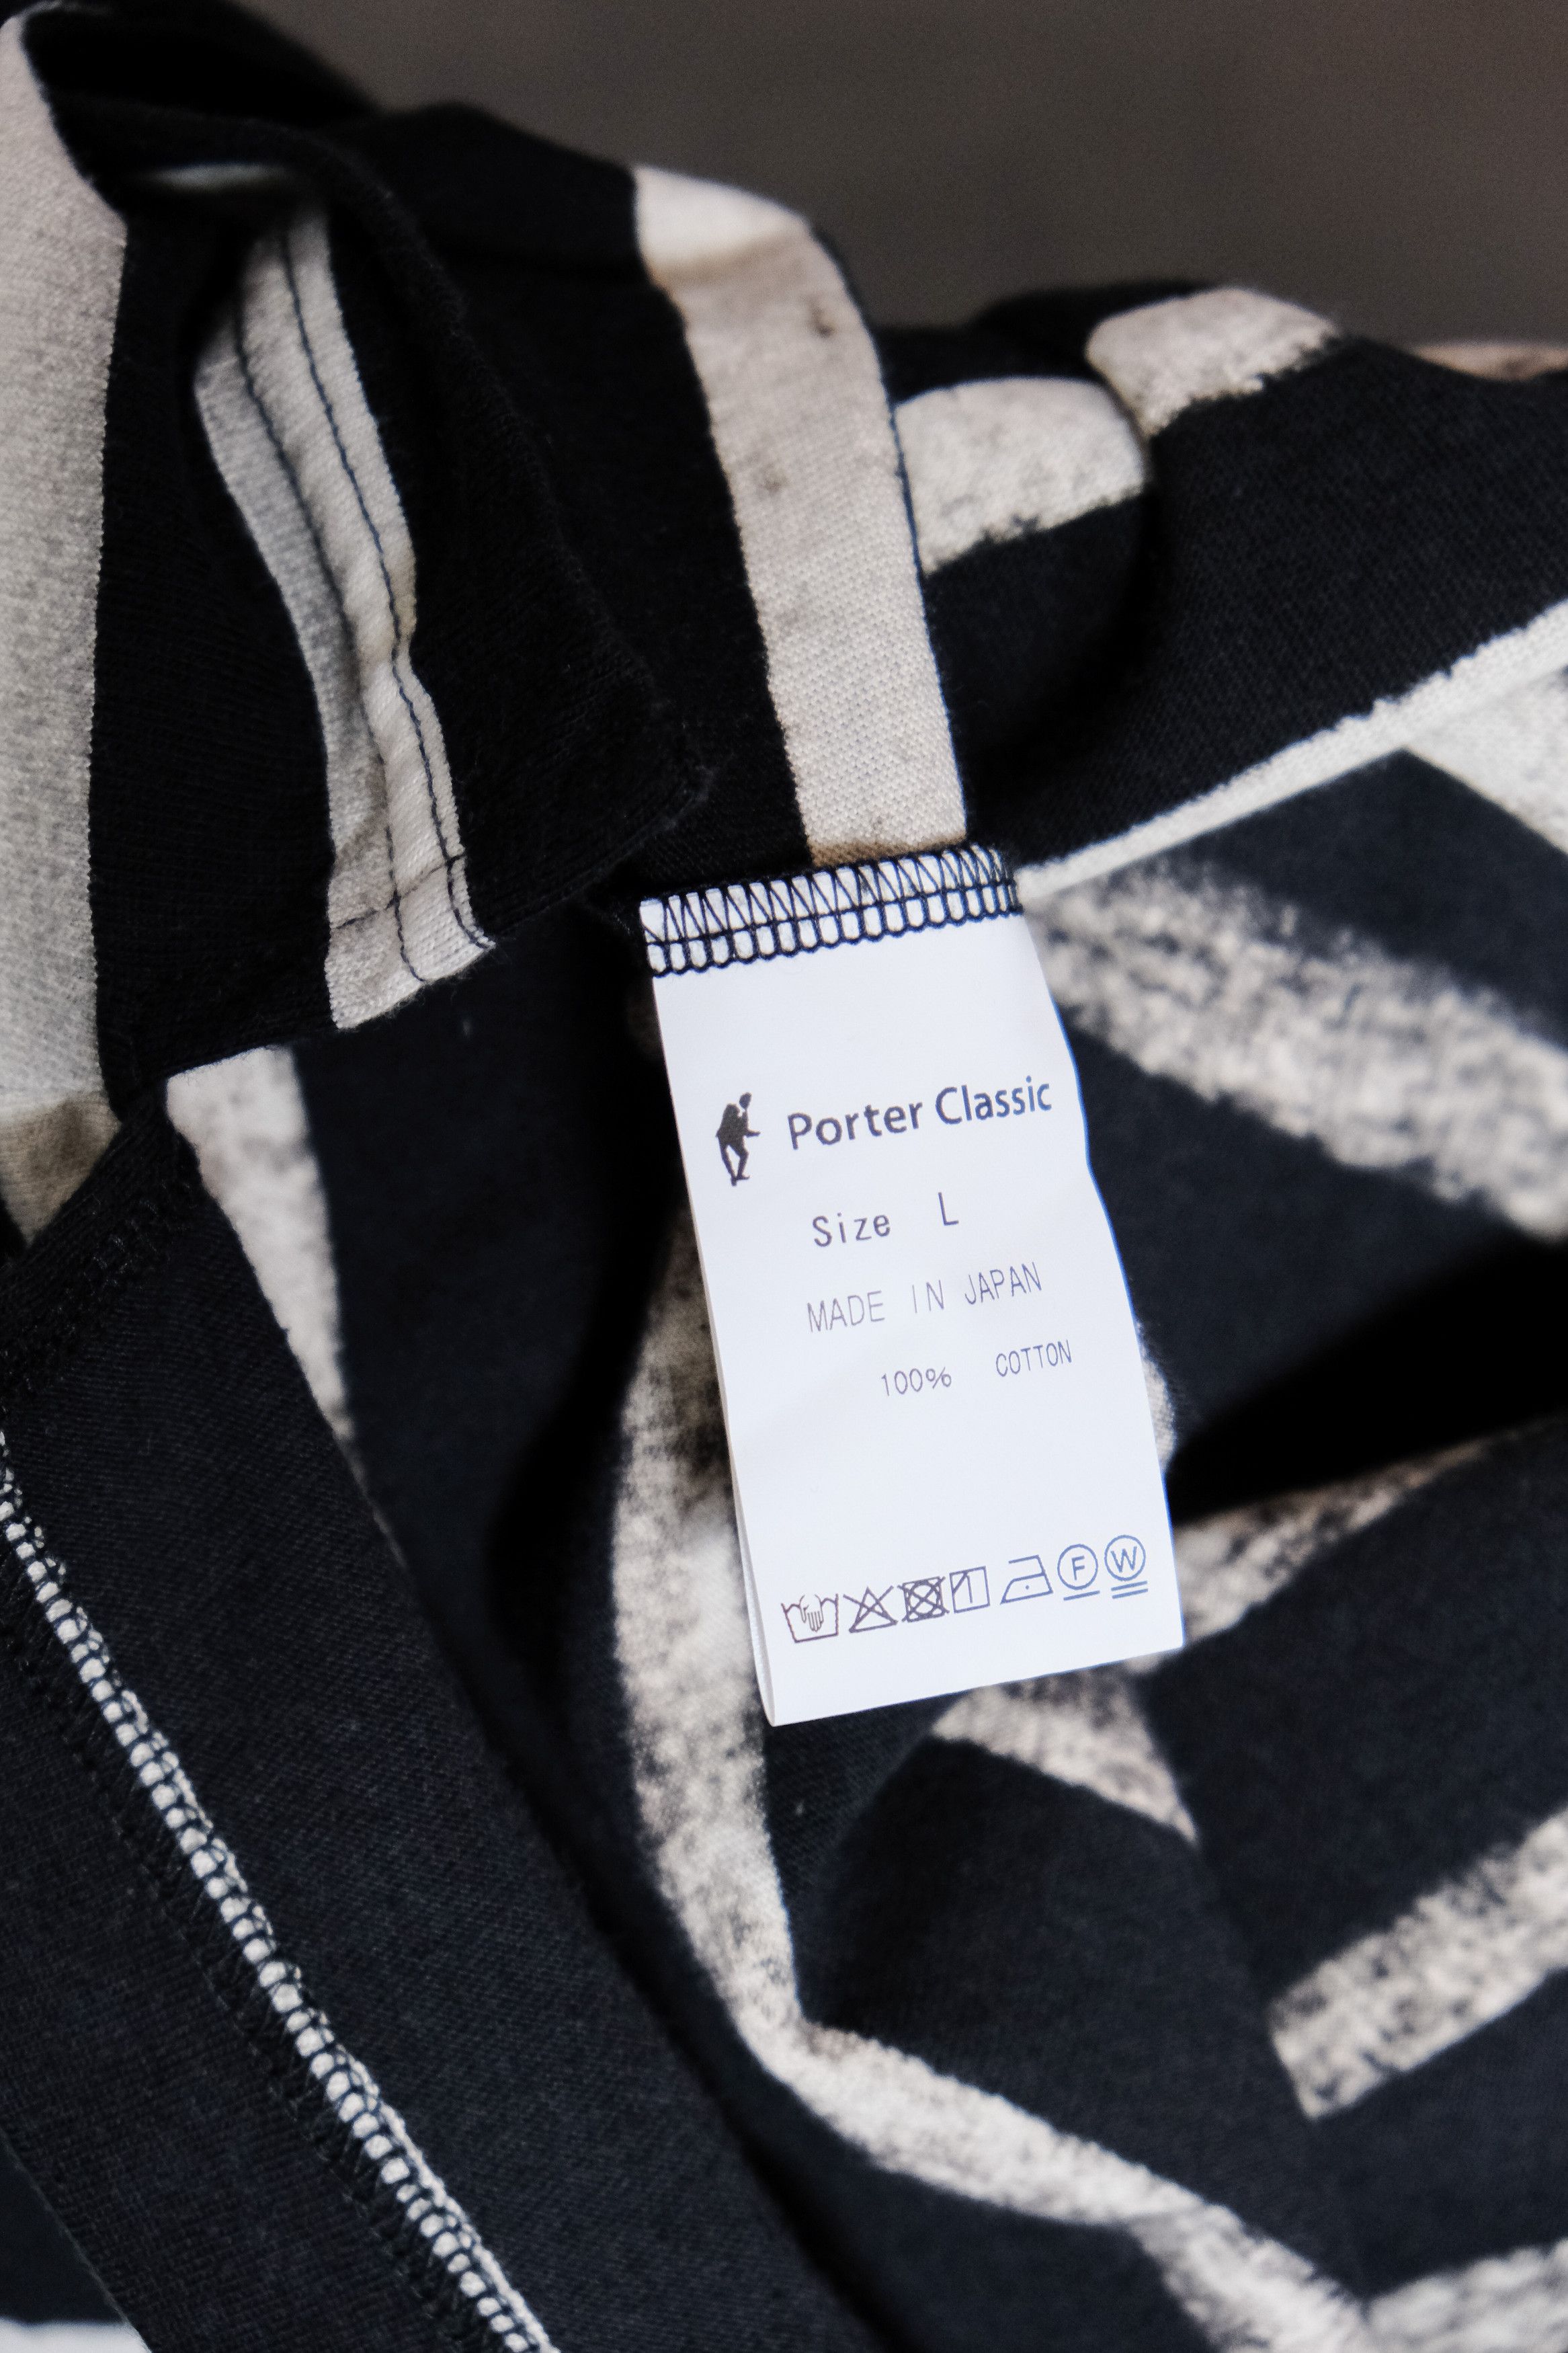 Porter Classic
Size L
MADE IN JAPAN
100% COTTON
F W